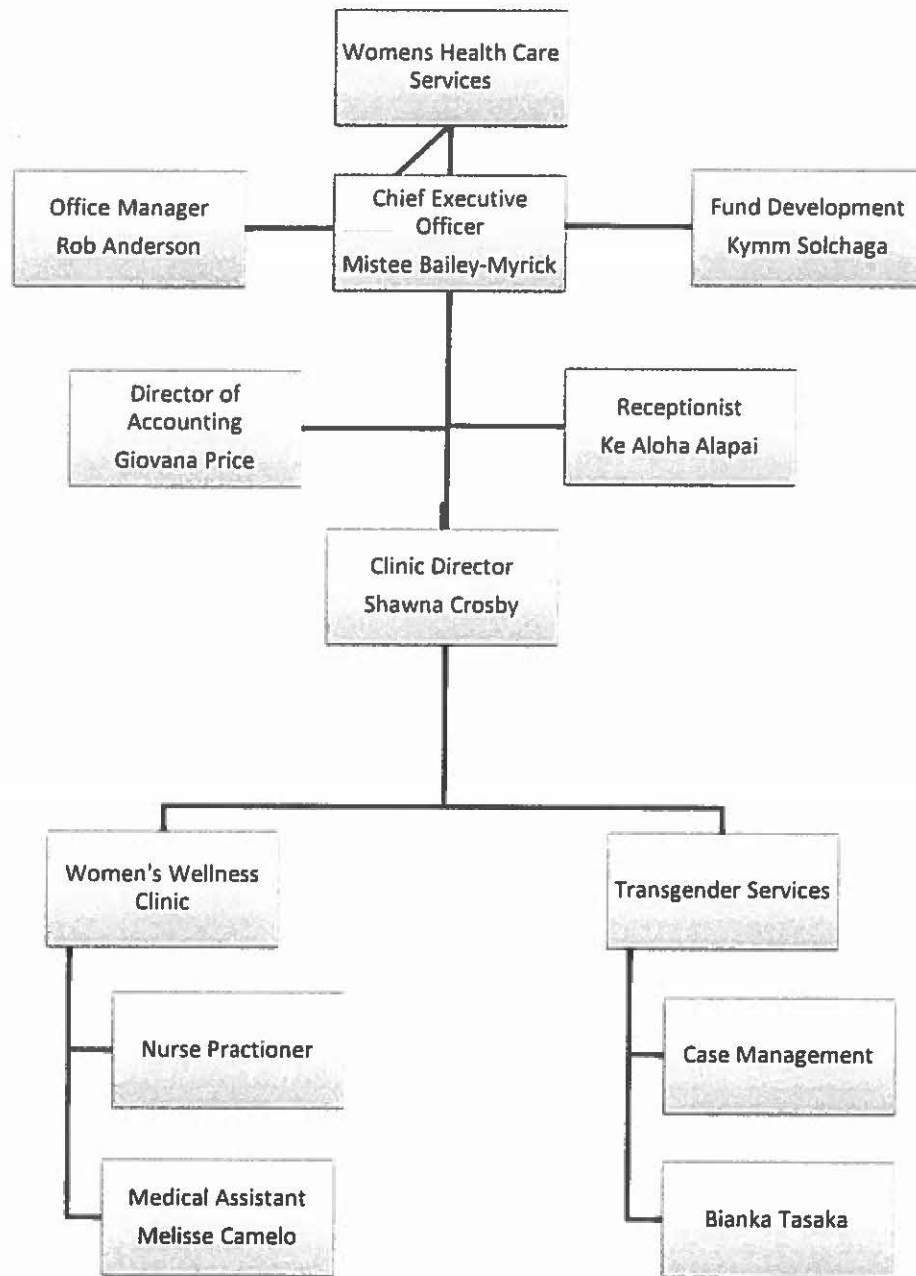 Womens Health Care
Services
Office Manager
Rob Anderson
Chief Executive
Officer
Mistee Bailey-Myrick
Fund Development
Kymm Solchaga
Director of
Accounting
Giovana Price
Receptionist
Ke Aloha Alapai
Clinic Director
Shawna Crosby
Women's Wellness
Clinic
Transgender Services
Nurse Practioner
Case Management
Medical Assistant
Melisse Camelo
Bianka Tasaka